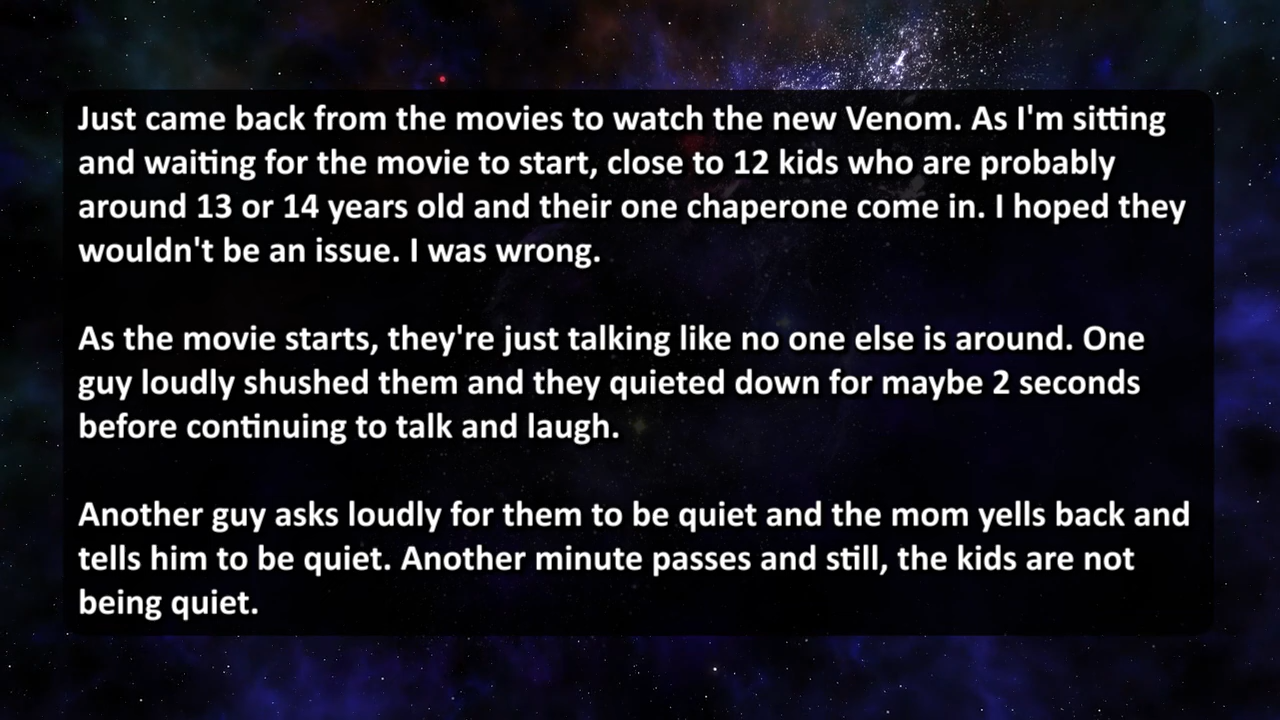 Just came back from the movies to watch the new Venom. As I'm sitting
and waiting for the movie to start, close to 12 kids who are probably
around 13 or 14 years old and their one chaperone come in. I hoped they
wouldn't be an issue. I was wrong.
As the movie starts, they're just talking like no one else is around. One
guy loudly shushed them and they quieted down for maybe 2 seconds
before continuing to talk and laugh.
Another guy asks loudly for them to be quiet and the mom yells back and
tells him to be quiet. Another minute passes and still, the kids are not
being quiet.